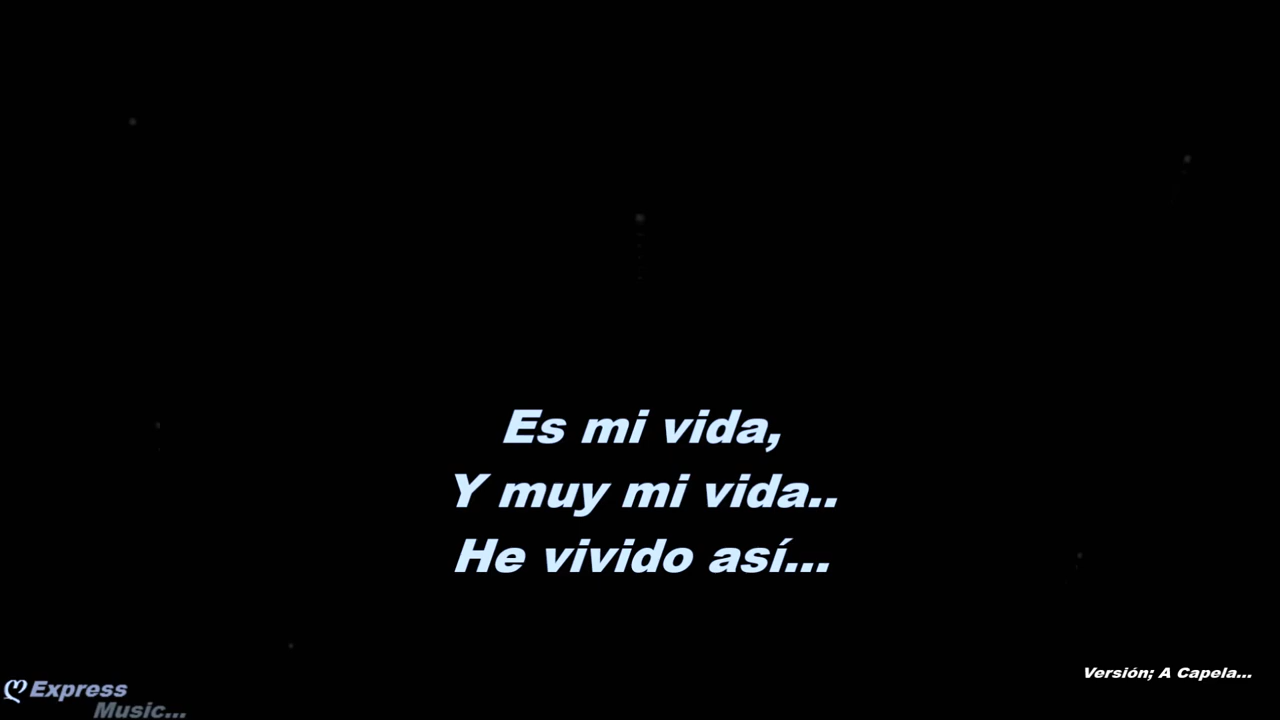 Es mi vida,
Y muy mi vida..
He vivido así...
Versión; A Capela...
ღ Express
Music...